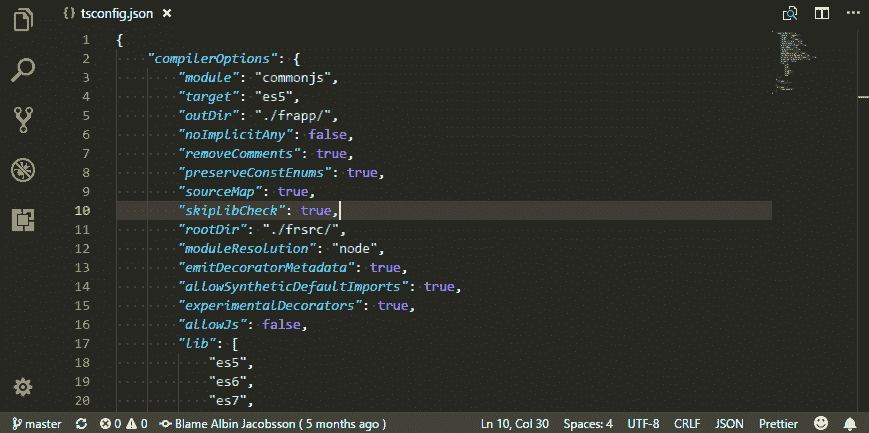 {} tsconfig.json ×
1 {
2 "compilerOptions": {
3 "module": "commonjs",
4 "target": "es5",
5 "outDir": "./frapp/",
6 "noImplicitAny": false,
7 "removeComments": true,
8 "preserveConstEnums": true,
9 "sourceMap": true,
10 "skipLibCheck": true,
11 "rootDir": "./frsrc/",
12 "moduleResolution": "node",
13 "emitDecoratorMetadata": true,
14 "allowSyntheticDefaultImports": true,
15 "experimentalDecorators": true,
16 "allowJs": false,
17 "lib": [
18 "es5",
19 "es6",
20 "es7",
master 0 0 Blame Albin Jacobsson ( 5 months ago ) Ln 10, Col 30 Spaces: 4 UTF-8 CRLF JSON Prettier